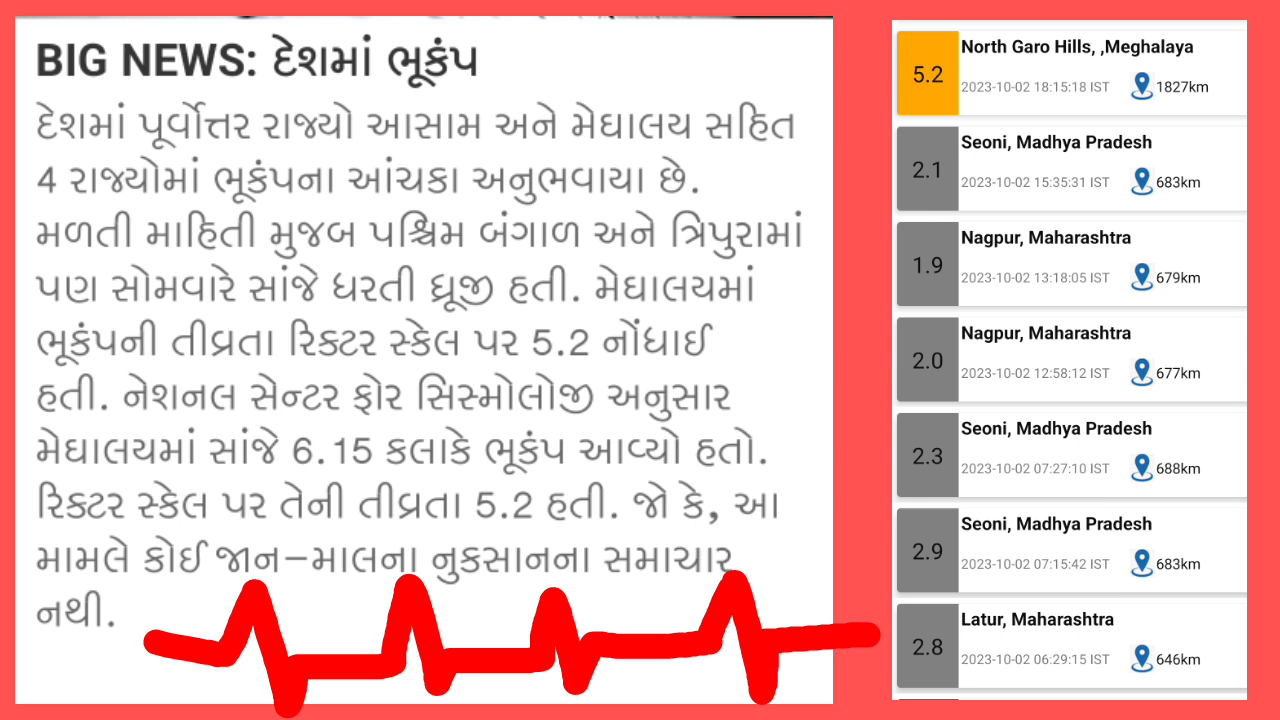 BIG NEWS: દેશમાં ભૂકંપ
દેશમાં પૂર્વોત્તર રાજ્યો આસામ અને મેઘાલય સહિત
4 રાજ્યોમાં ભૂકંપના આંચકા અનુભવાયા છે.
મળતી માહિતી મુજબ પશ્ચિમ બંગાળ અને ત્રિપુરામાં
પણ સોમવારે સાંજે ધરતી ધ્રૂજી હતી. મેઘાલયમાં
ભૂકંપની તીવ્રતા રિક્ટર સ્કેલ પર 5.2 નોંધાઈ
હતી. નેશનલ સેન્ટર ફોર સિસ્મોલોજી અનુસાર
મેઘાલયમાં સાંજે 6.15 કલાકે ભૂકંપ આવ્યો હતો.
રિક્ટર સ્કેલ પર તેની તીવ્રતા 5.2 હતી. જો કે, આ
મામલે કોઈ જાન-માલના નુકસાનના સમાચાર
નથી.
5.2
North Garo Hills, ,Meghalaya
2023-10-02 18:15:18 IST 1827km
2.1
Seoni, Madhya Pradesh
2023-10-02 15:35:31 IST 683km
1.9
Nagpur, Maharashtra
2023-10-02 13:18:05 IST 679km
2.0
Nagpur, Maharashtra
2023-10-02 12:58:12 IST 677km
2.3
Seoni, Madhya Pradesh
2023-10-02 07:27:10 IST 688km
2.9
Seoni, Madhya Pradesh
2023-10-02 07:15:42 IST 683km
2.8
Latur, Maharashtra
2023-10-02 06:29:15 IST 646km